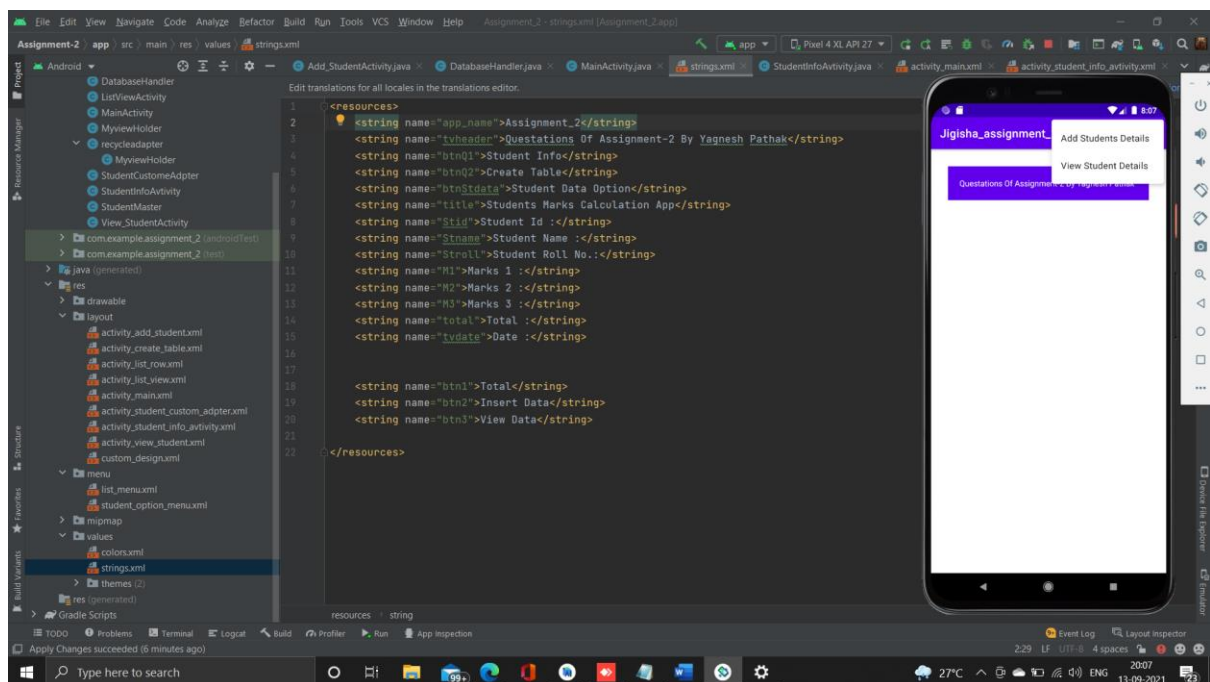 File Edit View Navigate Code Analyze Refactor Build Run Tools VCS Window Help Assignment_2 - strings.xml [Assignment_2.app]
Assignment-2 app src main res values strings.xml app Pixel 4 XL API 27
Android Add_StudentActivity.java DatabaseHandler.java MainActivity.java strings.xml StudentInfoAvtivity.java activity_main.xml activity_student_info_avtivity.xml
Project
Resource Manager
Structure
Favorites
Build Variants
DatabaseHandler
ListViewActivity
MainActivity
MyviewHolder
recycleadapter
MyviewHolder
StudentCustomeAdpter
StudentInfoAvtivity
StudentMaster
View_StudentActivity
com.example.assignment_2 (androidTest)
com.example.assignment_2 (test)
java (generated)
res
drawable
layout
activity_add_student.xml
activity_create_table.xml
activity_list_row.xml
activity_list_view.xml
activity_main.xml
activity_student_custom_adpter.xml
activity_student_info_avtivity.xml
activity_view_student.xml
custom_design.xml
menu
list_menu.xml
student_option_menu.xml
mipmap
values
colors.xml
strings.xml
themes (2)
res (generated)
Gradle Scripts
Edit translations for all locales in the translations editor.
1 <resources>
2 <string name="app_name">Assignment_2</string>
3 <string name="tvheader">Questations Of Assignment-2 By Yagnesh Pathak</string>
4 <string name="btnQ1">Student Info</string>
5 <string name="btnQ2">Create Table</string>
6 <string name="btnStdata">Student Data Option</string>
7 <string name="title">Students Marks Calculation App</string>
8 <string name="Stid">Student Id :</string>
9 <string name="Stname">Student Name :</string>
10 <string name="Stroll">Student Roll No.:</string>
11 <string name="M1">Marks 1 :</string>
12 <string name="M2">Marks 2 :</string>
13 <string name="M3">Marks 3 :</string>
14 <string name="total">Total :</string>
15 <string name="tvdate">Date :</string>
16
17
18 <string name="btn1">Total</string>
19 <string name="btn2">Insert Data</string>
20 <string name="btn3">View Data</string>
21
22 </resources>
resources string
8:07
Jigisha_assignment_
Add Students Details
View Student Details
Questations Of Assignment-2 By Yagnesh Pathak
Device File Explorer
Emulator
TODO Problems Terminal Logcat Build Profiler Run App Inspection Event Log Layout Inspector
Apply Changes succeeded (6 minutes ago) 2:29 LF UTF-8 4 spaces
Type here to search 99+ 27°C ENG 20:07
13-09-2021 23